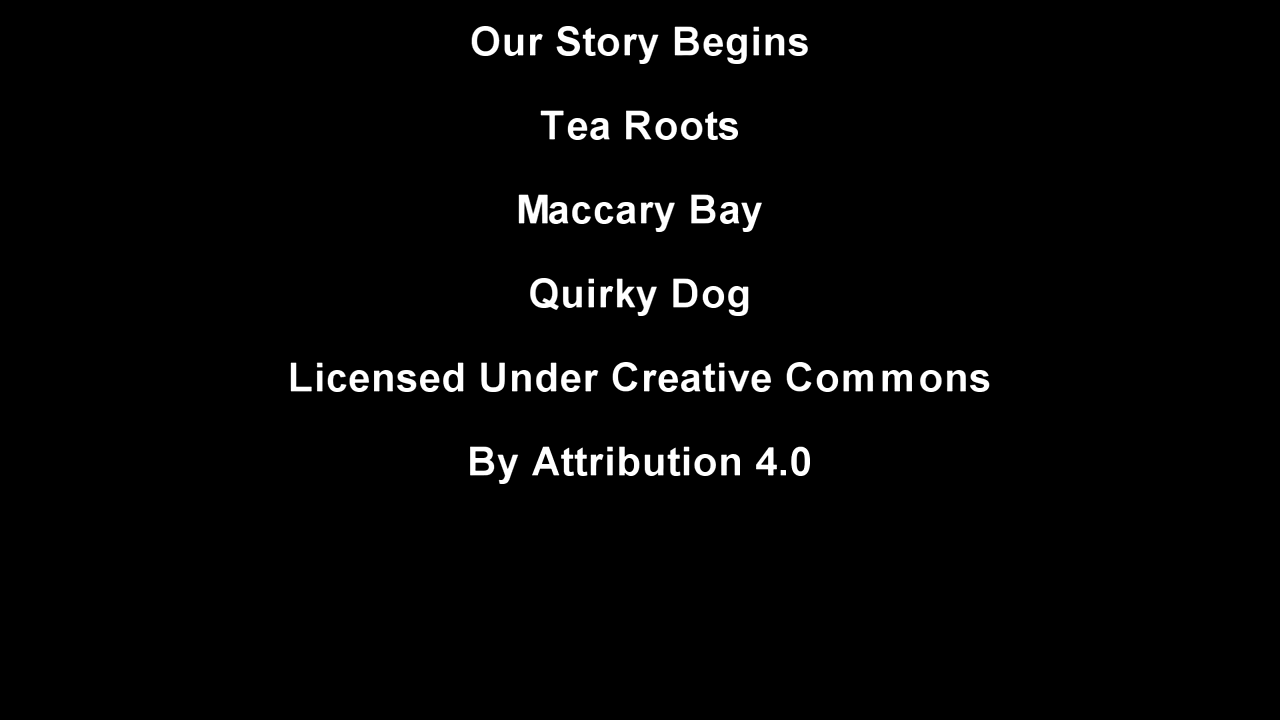 Our Story Begins
Tea Roots
Maccary Bay
Quirky Dog
Licensed Under Creative Commons
By Attribution 4.0